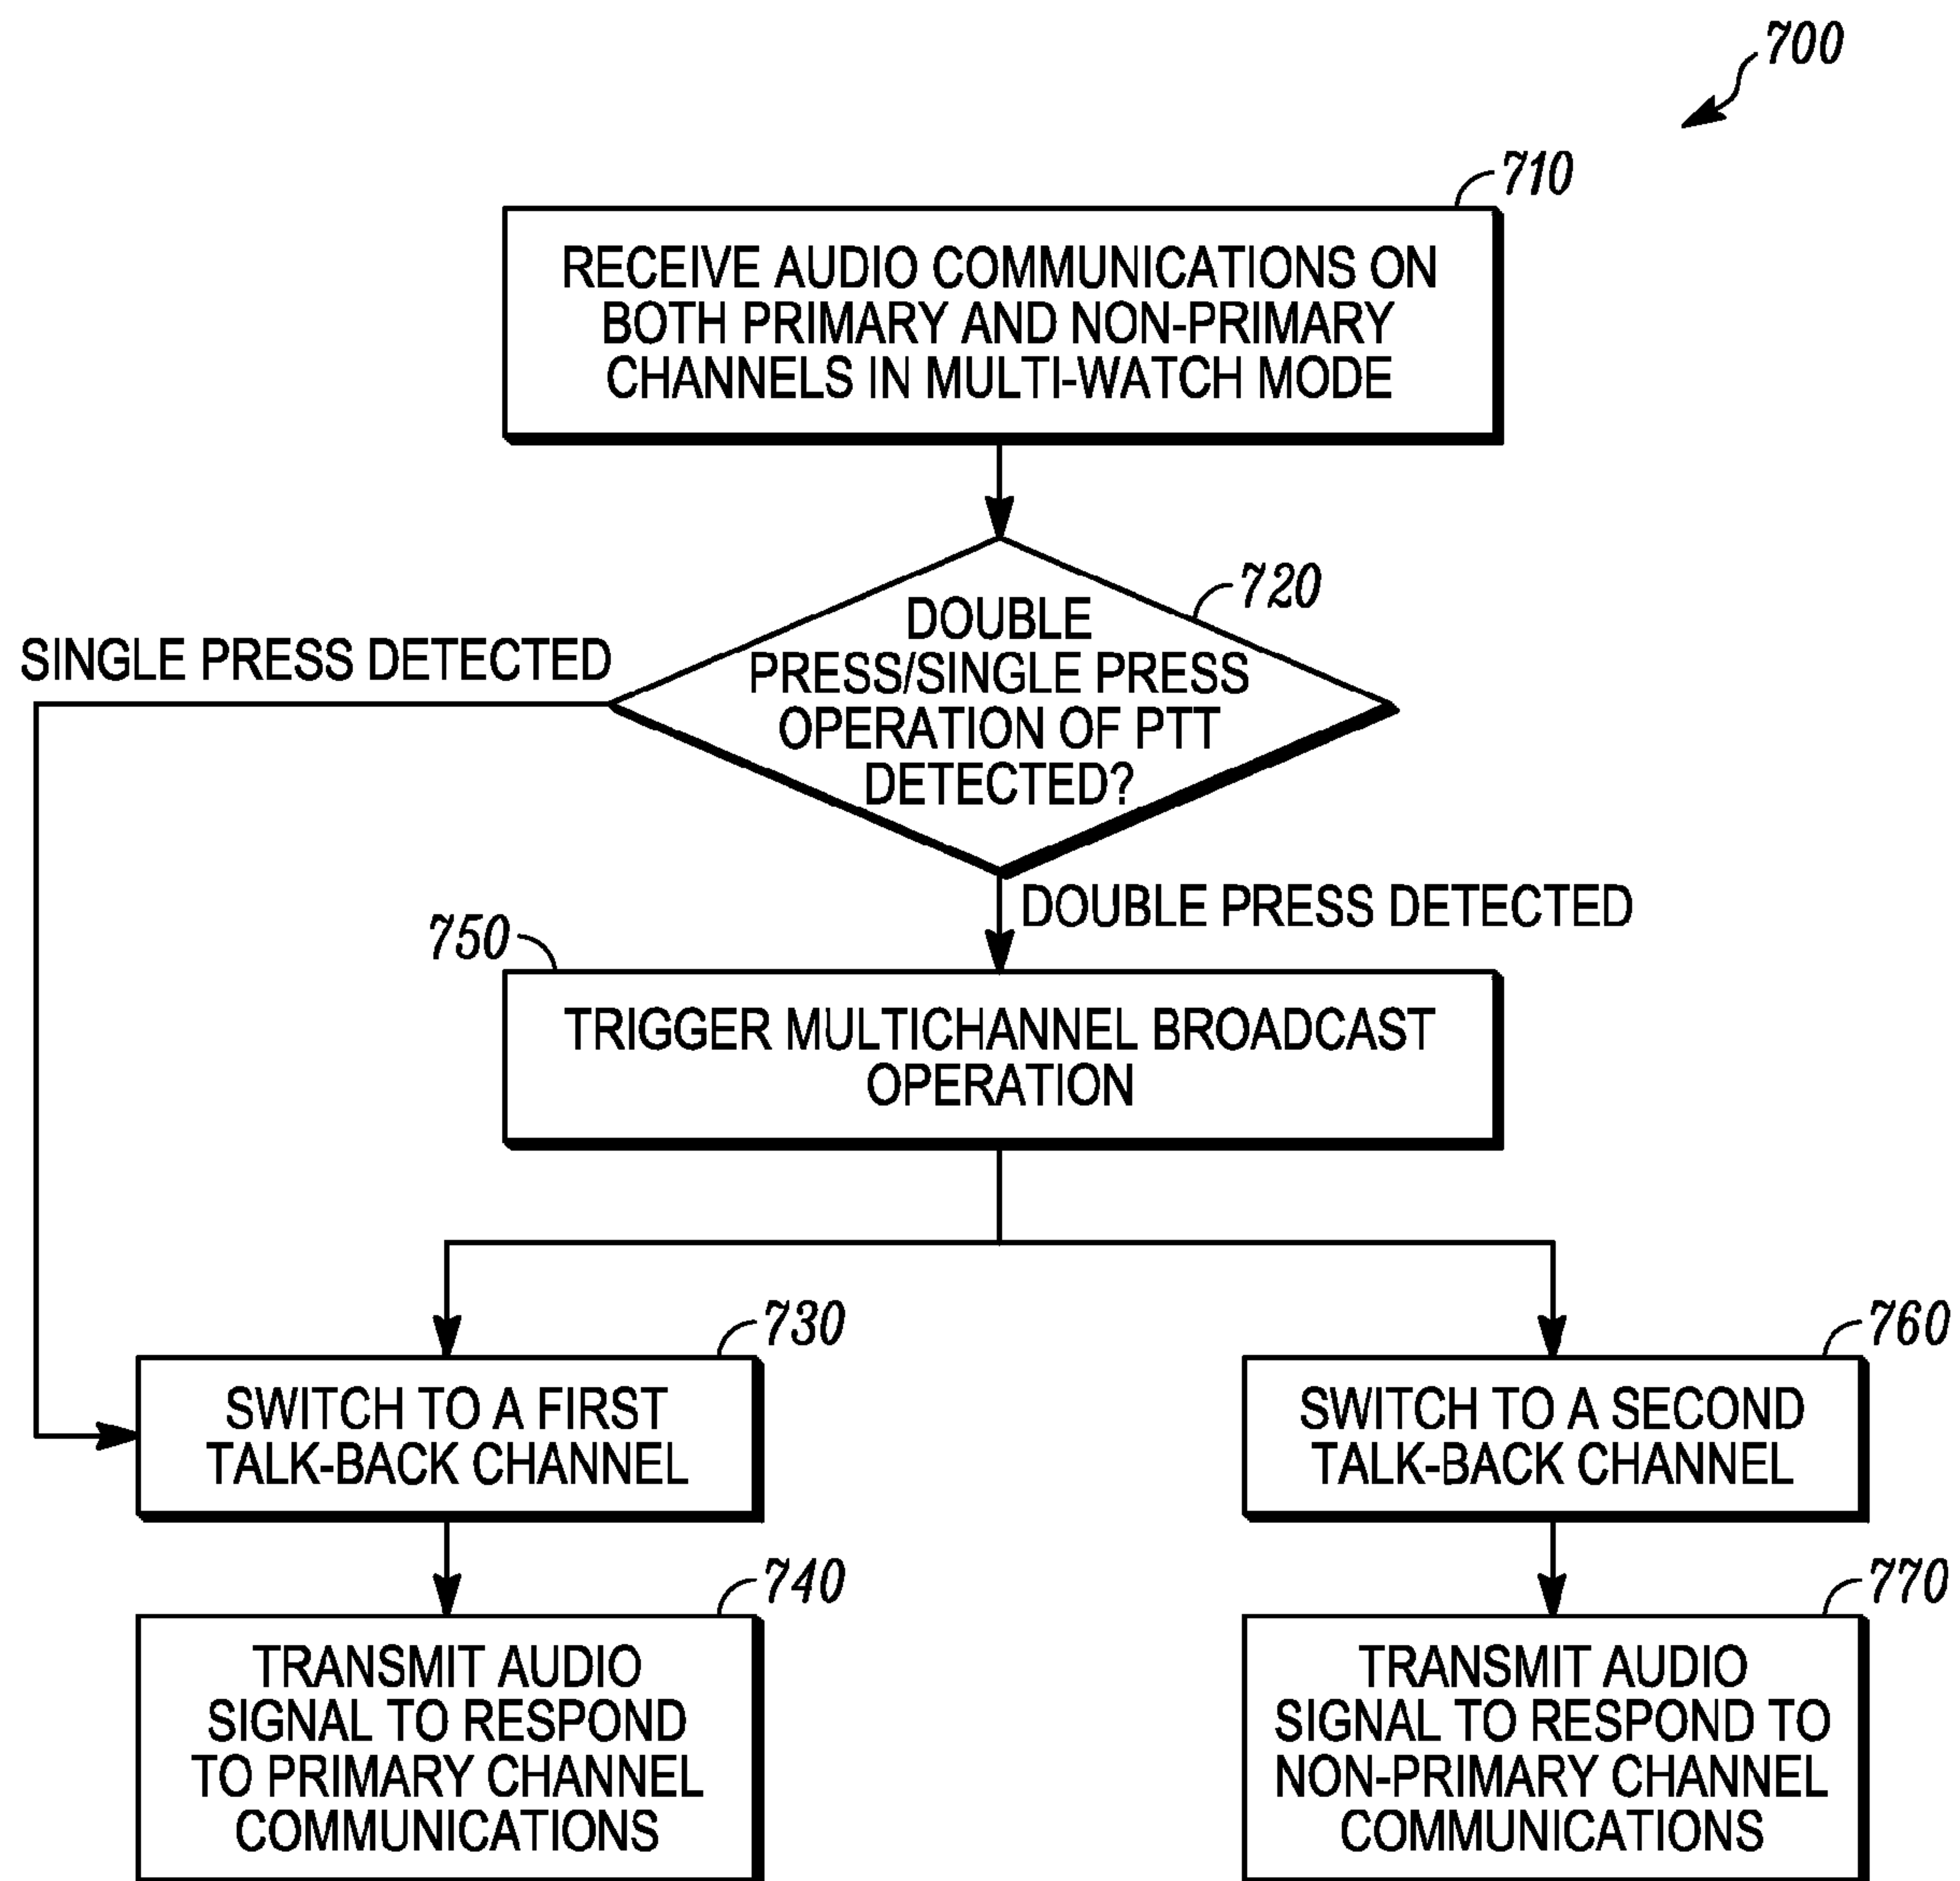 700
710
RECEIVE AUDIO COMMUNICATIONS ON
BOTH PRIMARY AND NON-PRIMARY
CHANNELS IN MULTI-WATCH MODE
720
DOUBLE
PRESS/SINGLE PRESS
OPERATION OF PTT
DETECTED?
SINGLE PRESS DETECTED
DOUBLE PRESS DETECTED
750
TRIGGER MULTICHANNEL BROADCAST
OPERATION
730
SWITCH TO A FIRST
TALK-BACK CHANNEL
760
SWITCH TO A SECOND
TALK-BACK CHANNEL
740
TRANSMIT AUDIO
SIGNAL TO RESPOND
TO PRIMARY CHANNEL
COMMUNICATIONS
770
TRANSMIT AUDIO
SIGNAL TO RESPOND TO
NON-PRIMARY CHANNEL
COMMUNICATIONS